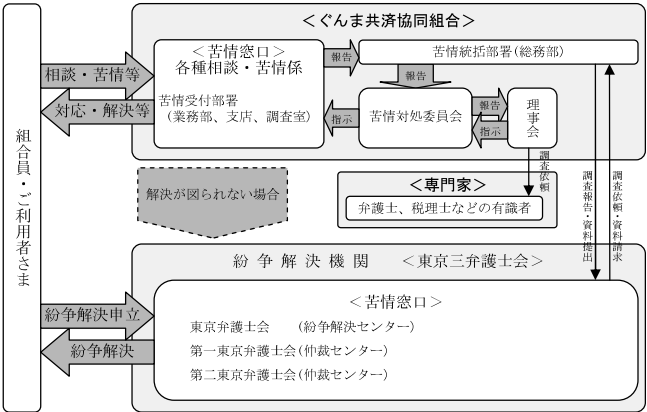 ＜ぐんま共済協同組合＞
＜苦情窓口＞
各種相談・苦情係
苦情受付部署
(業務部、支店、調査室)
報告
苦情統括部署(総務部)
報告
苦情対処委員会
指示
報告
指示
理事会
相談・苦情等
対応・解決等
組合員・ご利用者さま
解決が図られない場合
調査依頼
＜専門家＞
弁護士、税理士などの有識者
調査報告・資料提出
調査依頼・資料請求
紛争解決機関　＜東京三弁護士会＞
＜苦情窓口＞
東京弁護士会　(紛争解決センター)
第一東京弁護士会(仲裁センター)
第二東京弁護士会(仲裁センター)
紛争解決申立
紛争解決